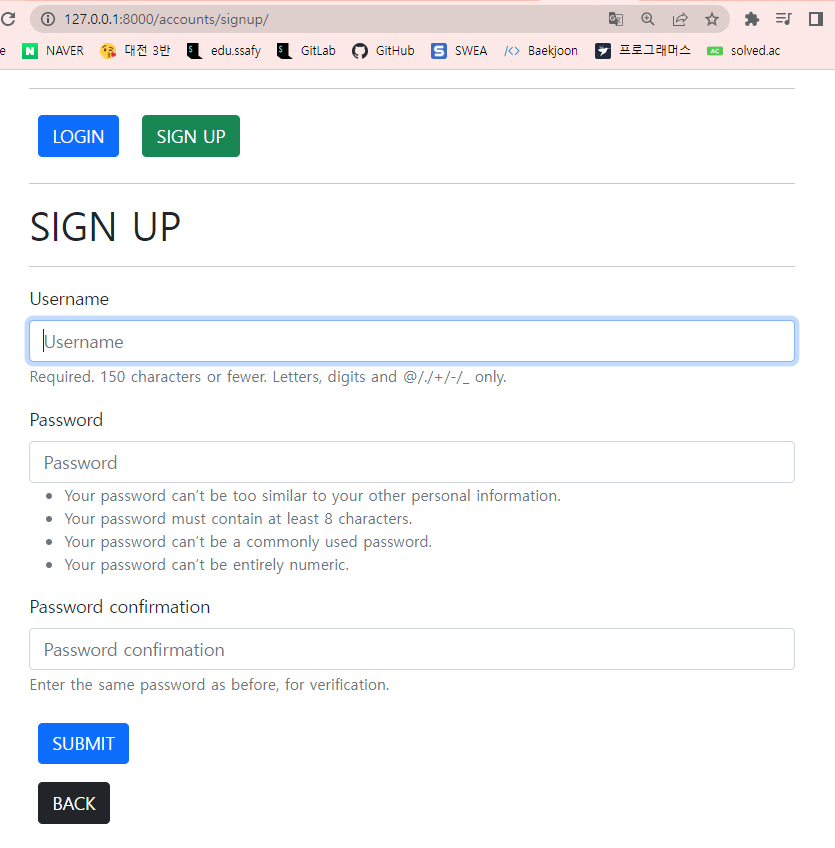 127.0.0.1:8000/accounts/signup/
e NAVER 대전 3반 edu.ssafy GitLab GitHub SWEA Baekjoon 프로그래머스 solved.ac
LOGIN SIGN UP
SIGN UP
Username
Username
Required. 150 characters or fewer. Letters, digits and @/./+/-/_ only.
Password
Password
• Your password can't be too similar to your other personal information.
• Your password must contain at least 8 characters.
• Your password can't be a commonly used password.
• Your password can't be entirely numeric.
Password confirmation
Password confirmation
Enter the same password as before, for verification.
SUBMIT
BACK